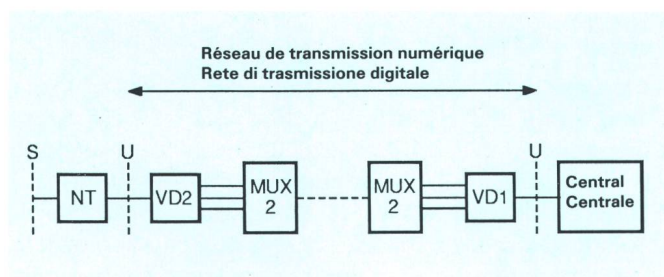 Réseau de transmission numérique
Rete di trasmissione digitale
S
U
U
NT
VD2
MUX
2
MUX
2
VD1
Central
Centrale